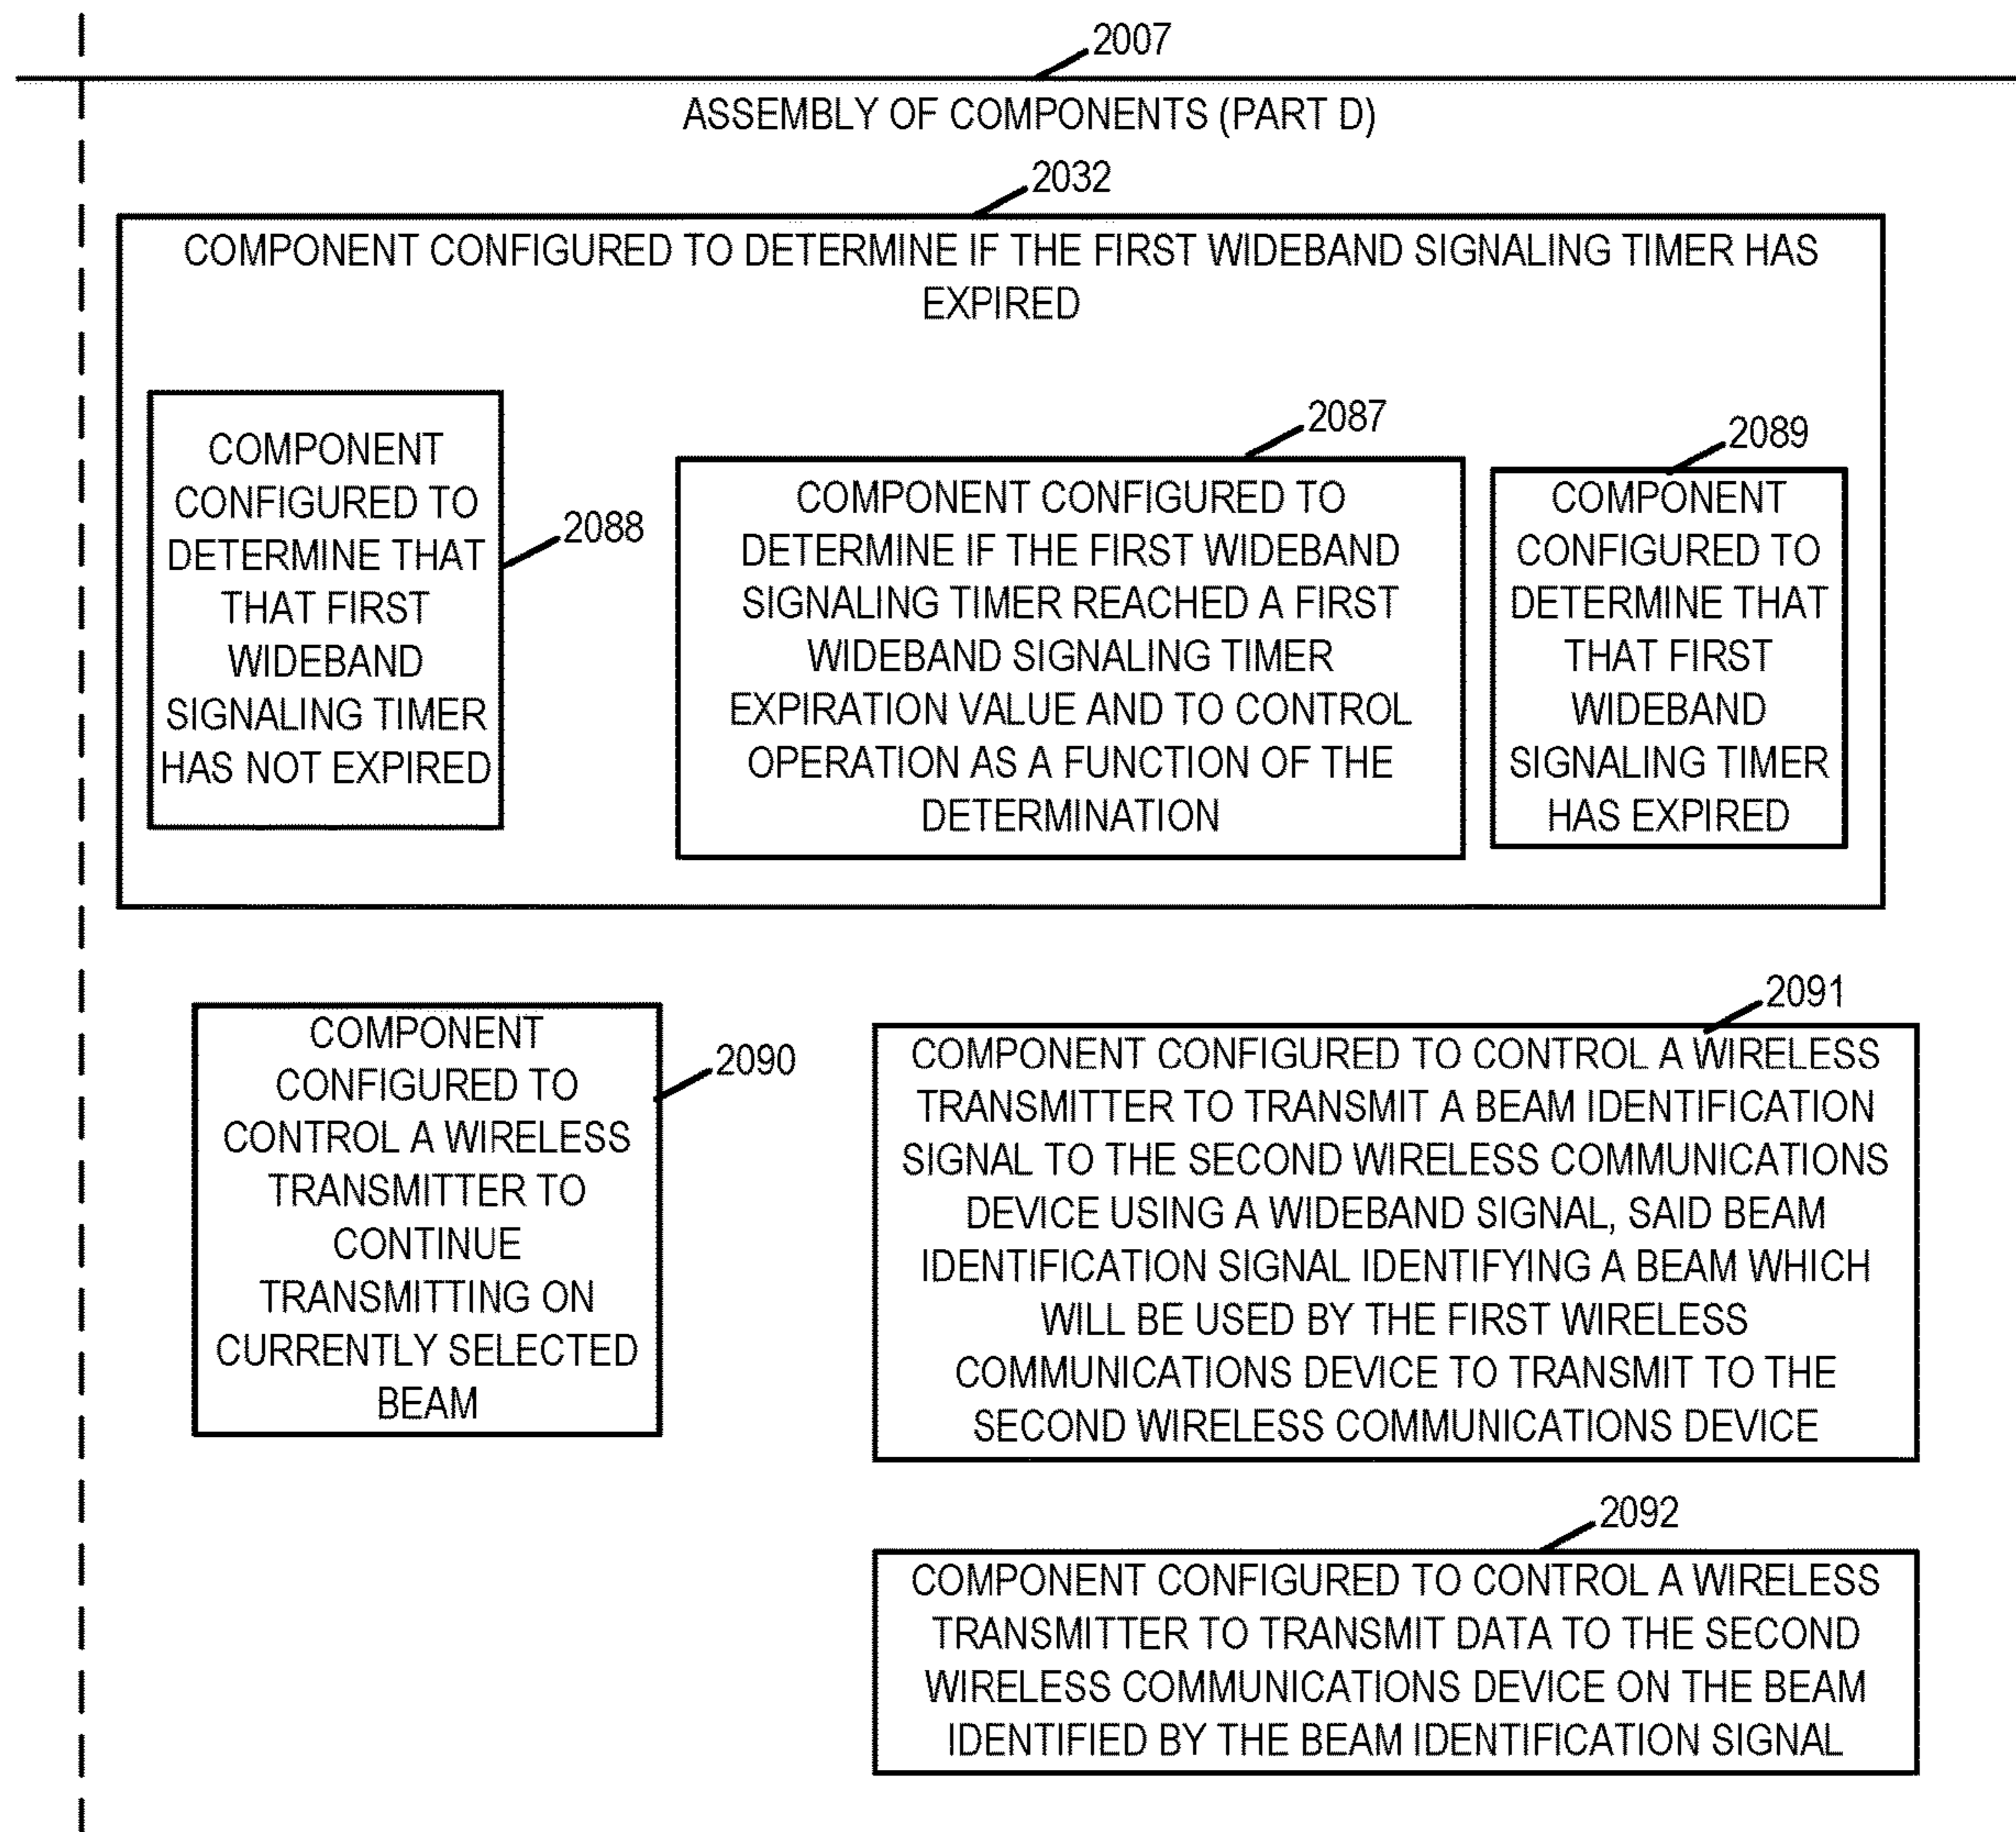 2007
ASSEMBLY OF COMPONENTS (PART D)
2032
COMPONENT CONFIGURED TO DETERMINE IF THE FIRST WIDEBAND SIGNALING TIMER HAS
EXPIRED
COMPONENT
CONFIGURED TO
DETERMINE THAT
THAT FIRST
WIDEBAND
SIGNALING TIMER
HAS NOT EXPIRED
2088
2087
COMPONENT CONFIGURED TO
DETERMINE IF THE FIRST WIDEBAND
SIGNALING TIMER REACHED A FIRST
WIDEBAND SIGNALING TIMER
EXPIRATION VALUE AND TO CONTROL
OPERATION AS A FUNCTION OF THE
DETERMINATION
2089
COMPONENT
CONFIGURED TO
DETERMINE THAT
THAT FIRST
WIDEBAND
SIGNALING TIMER
HAS EXPIRED
COMPONENT
CONFIGURED TO
CONTROL A WIRELESS
TRANSMITTER TO
CONTINUE
TRANSMITTING ON
CURRENTLY SELECTED
BEAM
2090
2091
COMPONENT CONFIGURED TO CONTROL A WIRELESS
TRANSMITTER TO TRANSMIT A BEAM IDENTIFICATION
SIGNAL TO THE SECOND WIRELESS COMMUNICATIONS
DEVICE USING A WIDEBAND SIGNAL, SAID BEAM
IDENTIFICATION SIGNAL IDENTIFYING A BEAM WHICH
WILL BE USED BY THE FIRST WIRELESS
COMMUNICATIONS DEVICE TO TRANSMIT TO THE
SECOND WIRELESS COMMUNICATIONS DEVICE
2092
COMPONENT CONFIGURED TO CONTROL A WIRELESS
TRANSMITTER TO TRANSMIT DATA TO THE SECOND
WIRELESS COMMUNICATIONS DEVICE ON THE BEAM
IDENTIFIED BY THE BEAM IDENTIFICATION SIGNAL